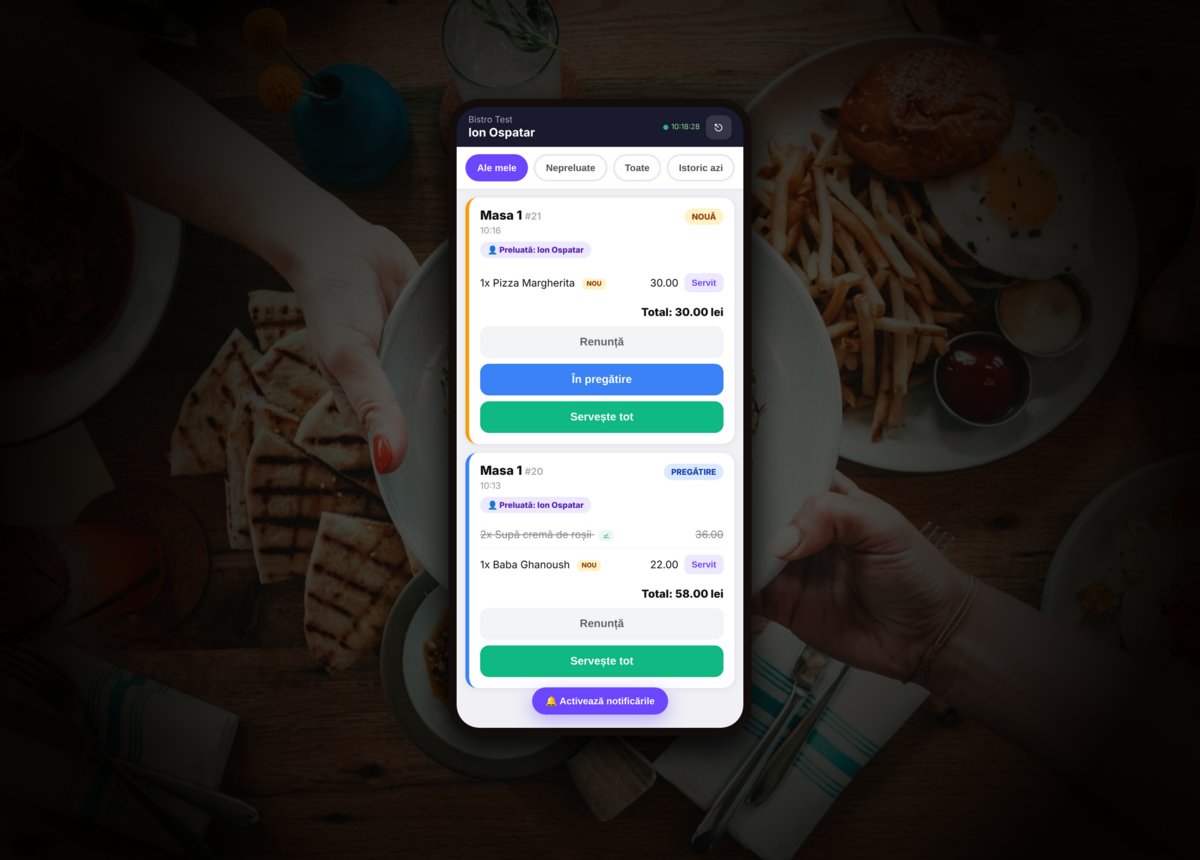 Bistro Test
Ion Ospatar
10:18:28
Ale mele
Nepreluate
Toate
Istoric azi
Masa 1 #21
NOUĂ
10:16
Preluată: Ion Ospatar
1x Pizza Margherita NOU 30.00 Servit
Total: 30.00 lei
Renunță
În pregătire
Servește tot
Masa 1 #20
PREGĂTIRE
10:13
Preluată: Ion Ospatar
2x Supă cremă de roșii 36.00
1x Baba Ghanoush NOU 22.00 Servit
Total: 58.00 lei
Renunță
Servește tot
Activează notificările